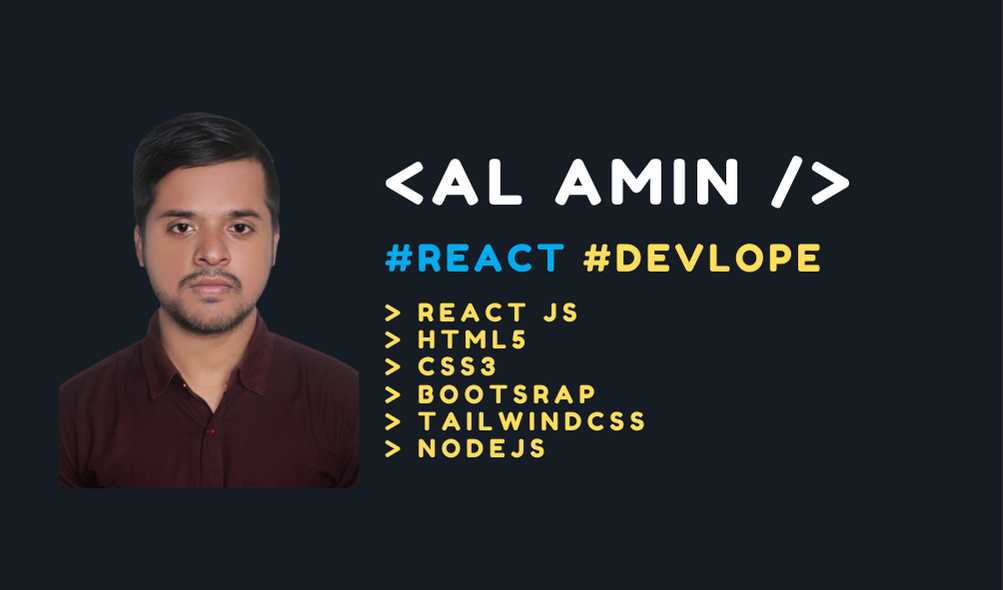 <AL AMIN />
#REACT #DEVLOPE
> REACT JS
> HTML5
> CSS3
> BOOTSRAP
> TAILWINDCSS
> NODEJS